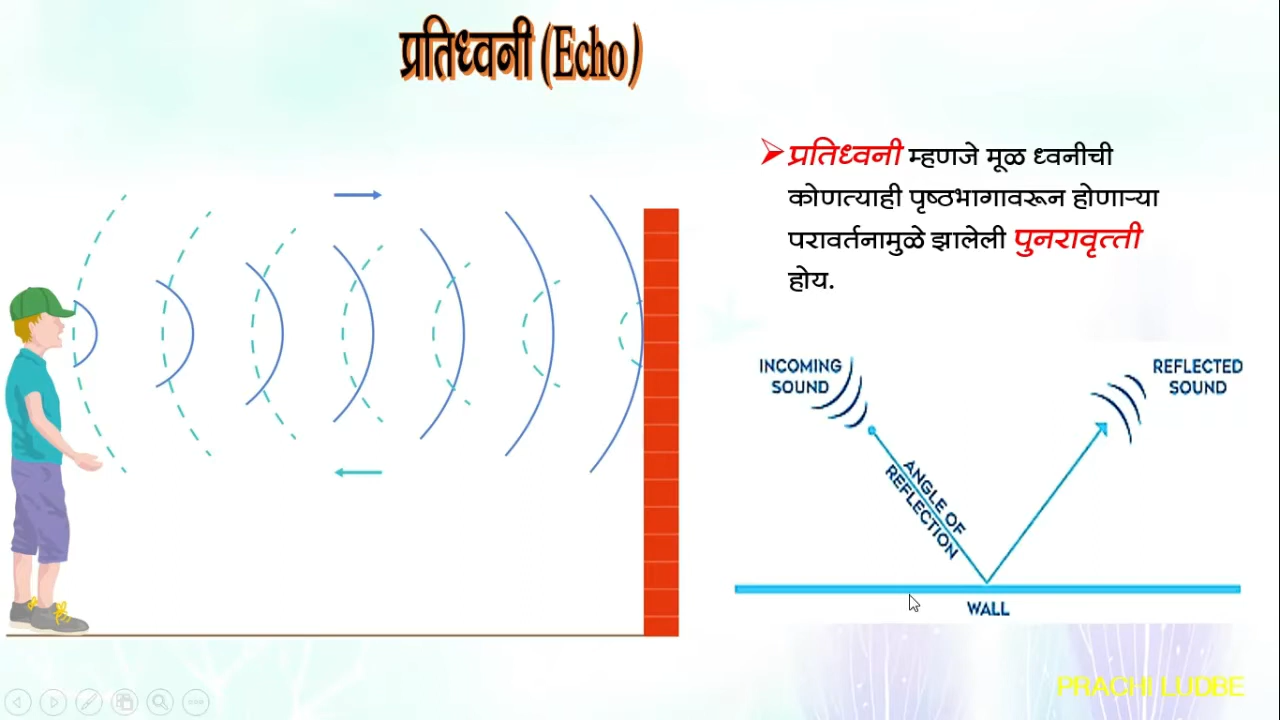 प्रतिध्वनी (Echo)
प्रतिध्वनी म्हणजे मूळ ध्वनीची
कोणत्याही पृष्ठभागावरून होणाऱ्या
परावर्तनामुळे झालेली पुनरावृत्ती
होय.
INCOMING
SOUND
REFLECTED
SOUND
ANGLE OF
REFLECTION
WALL
PRACHI LUDBE